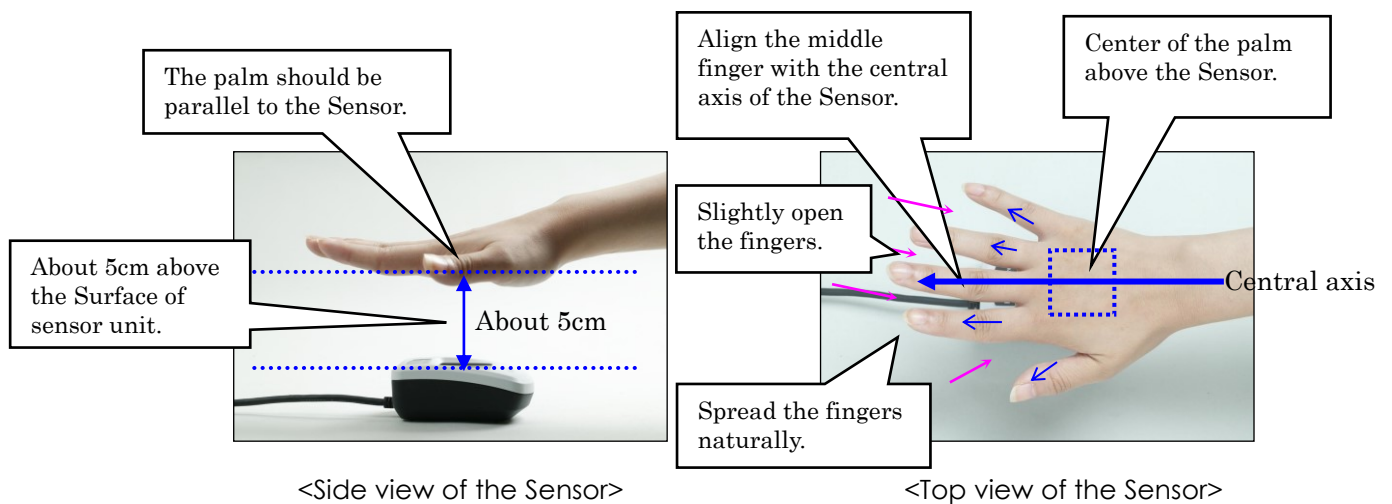 The palm should be
parallel to the Sensor.
About 5cm above
the Surface of
sensor unit.
About 5cm
<Side view of the Sensor>
Align the middle
finger with the central
axis of the Sensor.
Center of the palm
above the Sensor.
Slightly open
the fingers.
Central axis
Spread the fingers
naturally.
<Top view of the Sensor>